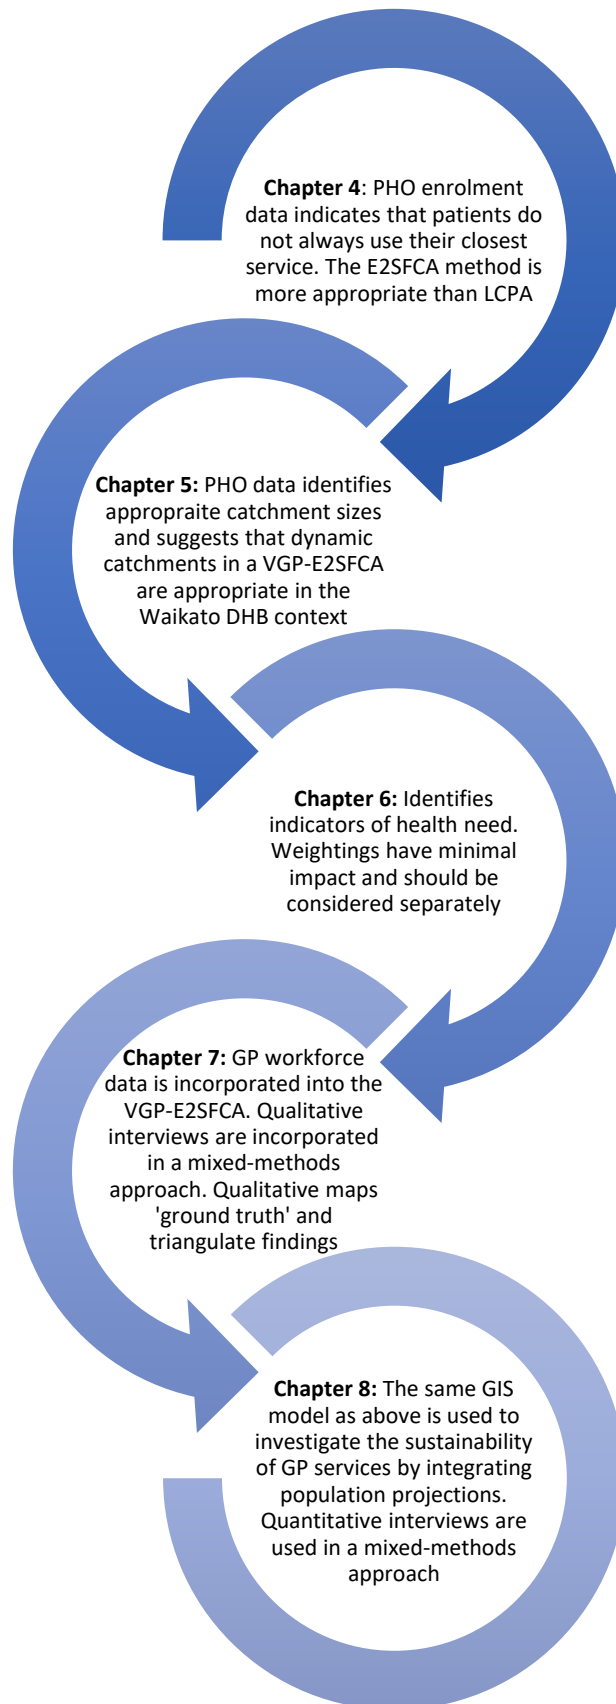 Chapter 4: PHO enrolment
data indicates that patients do
not always use their closest
service. The E2SFCA method is
more appropriate than LCPA
Chapter 5: PHO data identifies
appropraite catchment sizes
and suggests that dynamic
catchments in a VGP-E2SFCA
are appropriate in the
Waikato DHB context
Chapter 6: Identifies
indicators of health need.
Weightings have minimal
impact and should be
considered separately
Chapter 7: GP workforce
data is incorporated into the
VGP-E2SFCA. Qualitative
interviews are incorporated
in a mixed-methods
approach. Qualitative maps
'ground truth' and
triangulate findings
Chapter 8: The same GIS
model as above is used to
investigate the sustainability
of GP services by integrating
population projections.
Quantitative interviews are
used in a mixed-methods
approach